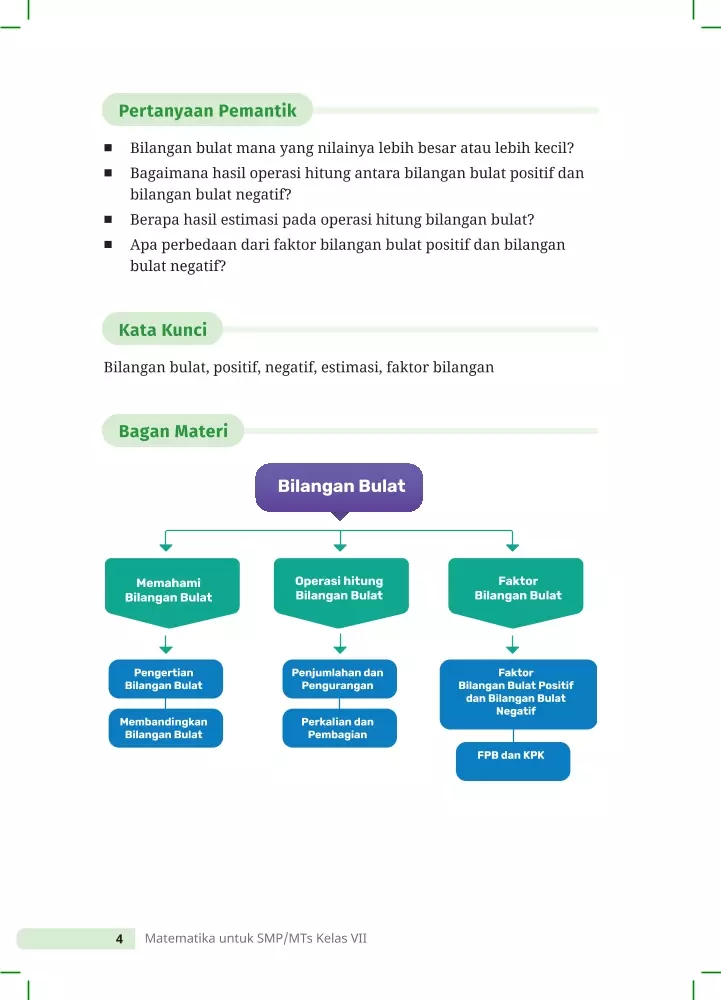 Pertanyaan Pemantik
■ Bilangan bulat mana yang nilainya lebih besar atau lebih kecil?
■ Bagaimana hasil operasi hitung antara bilangan bulat positif dan
bilangan bulat negatif?
■ Berapa hasil estimasi pada operasi hitung bilangan bulat?
■ Apa perbedaan dari faktor bilangan bulat positif dan bilangan
bulat negatif?
Kata Kunci
Bilangan bulat, positif, negatif, estimasi, faktor bilangan
Bagan Materi
Bilangan Bulat
Memahami
Bilangan Bulat
Operasi hitung
Bilangan Bulat
Faktor
Bilangan Bulat
Pengertian
Bilangan Bulat
Membandingkan
Bilangan Bulat
Penjumlahan dan
Pengurangan
Perkalian dan
Pembagian
Faktor
Bilangan Bulat Positif
dan Bilangan Bulat
Negatif
FPB dan KPK
4 Matematika untuk SMP/MTs Kelas VII